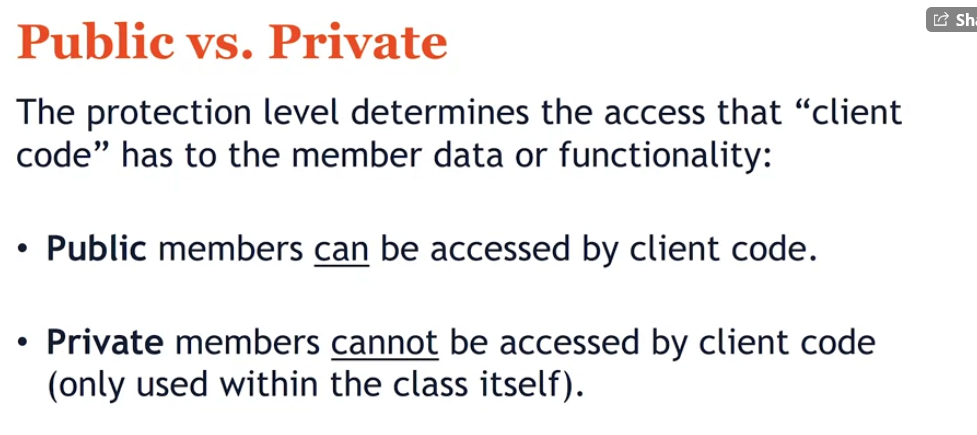 Public vs. Private
Sha
The protection level determines the access that “client
code” has to the member data or functionality:
• Public members can be accessed by client code.
• Private members cannot be accessed by client code
(only used within the class itself).